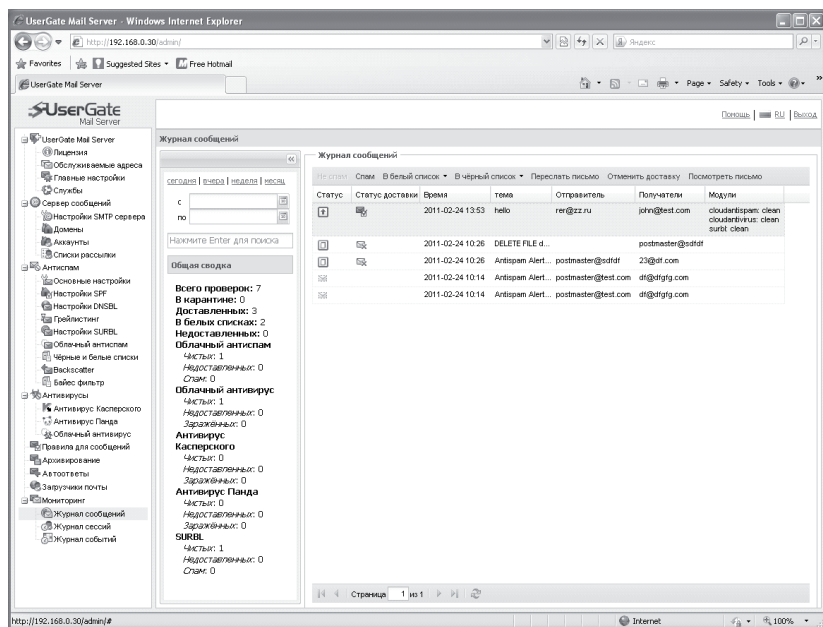 UserGate Mail Server - Windows Internet Explorer
http://192.168.0.30/admin/
Яндекс
Favorites Suggested Sites Free Hotmail
UserGate Mail Server
Page Safety Tools
UserGate
Mail Server
Помощь | RU | Выход
UserGate Mail Server
Лицензия
Обслуживаемые адреса
Главные настройки
Службы
Сервер сообщений
Настройки SMTP сервера
Домены
Аккаунты
Списки рассылки
Антиспам
Основные настройки
Настройки SPF
Настройки DNSBL
Грейлистинг
Настройки SURBL
Облачный антиспам
Чёрные и белые списки
Backscatter
Байес фильтр
Антивирусы
Антивирус Касперского
Антивирус Панда
Облачный антивирус
Правила для сообщений
Архивирование
Автоответы
Загрузчики почты
Мониторинг
Журнал сообщений
Журнал сессий
Журнал событий
Журнал сообщений
сегодня | вчера | неделя | месяц
с
по
Нажмите Enter для поиска
Общая сводка
Всего проверок: 7
В карантине: 0
Доставленных: 3
В белых списках: 2
Недоставленных: 0
Облачный антиспам
Чистых: 1
Недоставленных: 0
Спам: 0
Облачный антивирус
Чистых: 1
Недоставленных: 0
Заражённых: 0
Антивирус
Касперского
Чистых: 0
Недоставленных: 0
Заражённых: 0
Антивирус Панда
Чистых: 0
Недоставленных: 0
Заражённых: 0
SURBL
Чистых: 1
Недоставленных: 0
Спам: 0
Журнал сообщений
Не спам Спам В белый список В чёрный список Переслать письмо Отменить доставку Посмотреть письмо
Статус Статус доставки Время тема Отправитель Получатели Модули
2011-02-24 13:53 hello rer@zz.ru john@test.com cloudantispam: clean
cloudantivirus: clean
surbl: clean
2011-02-24 10:26 DELETE FILE d... postmaster@sdfdf
2011-02-24 10:26 Antispam Alert... postmaster@sdfdf 23@df.com
2011-02-24 10:14 Antispam Alert... postmaster@test.com df@dfgfg.com
2011-02-24 10:14 Antispam Alert... postmaster@test.com df@dfgfg.com
Страница 1 из 1
http://192.168.0.30/admin/# Internet 100%